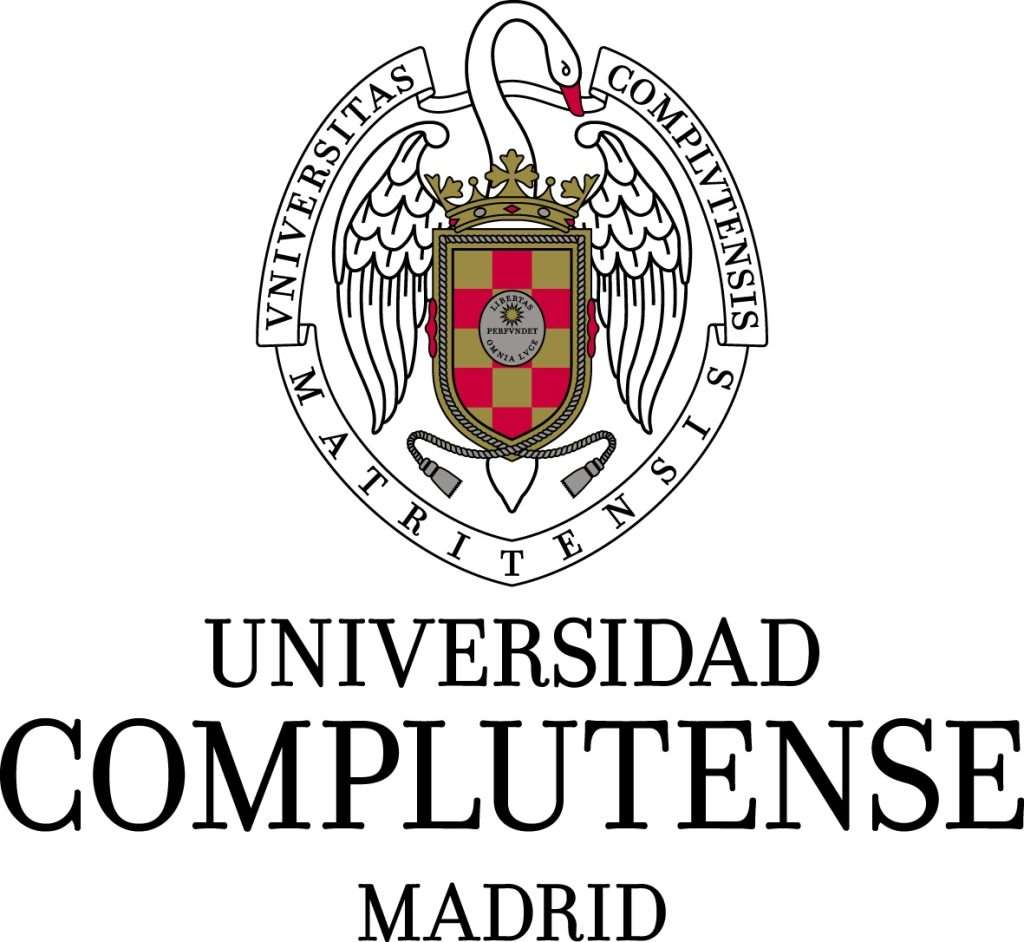 VNIVERSITAS
COMPLVTENSIS
MATRITENSIS
LIBERTAS
PERFVNDET
OMNIA LVCE
UNIVERSIDAD
COMPLUTENSE
MADRID